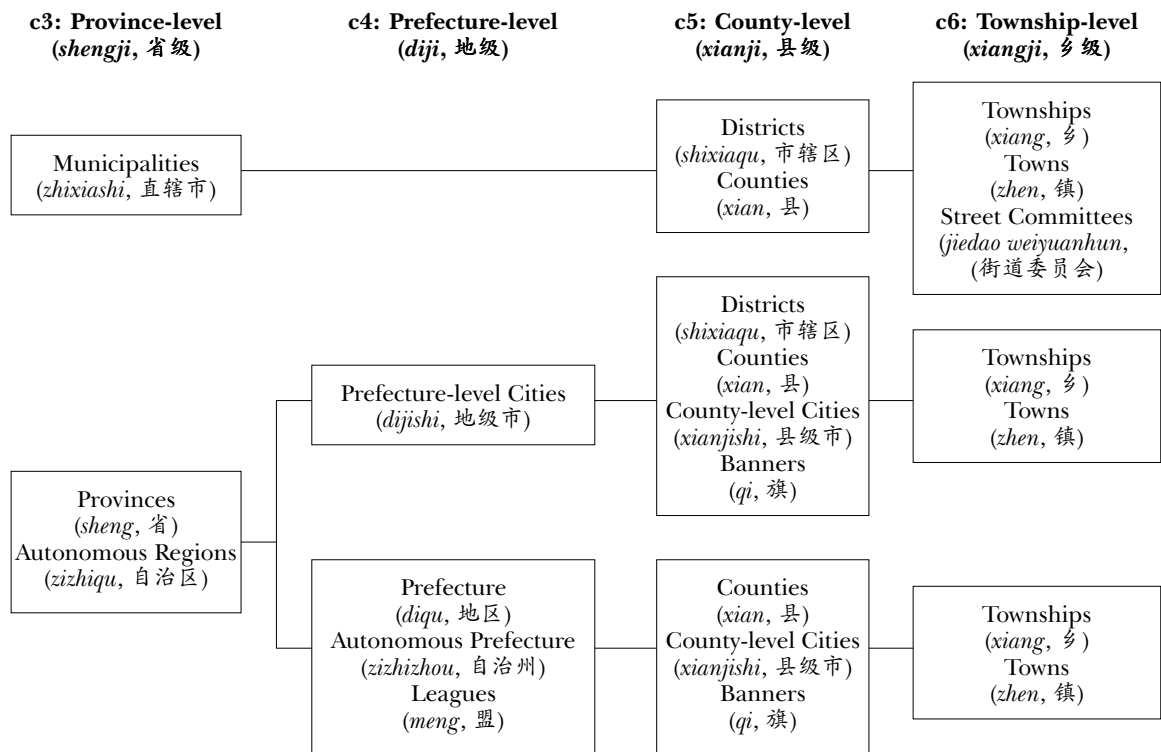 c3: Province-level
(shengji, 省级)
c4: Prefecture-level
(diji, 地级)
c5: County-level
(xianji, 县级)
c6: Township-level
(xiangji, 乡级)
Municipalities
(zhixiashi, 直辖市)
Districts
(shixiaqu, 市辖区)
Counties
(xian, 县)
Townships
(xiang, 乡)
Towns
(zhen, 镇)
Street Committees
(jiedao weiyuanhun,
(街道委员会)
Provinces
(sheng, 省)
Autonomous Regions
(zizhiqu, 自治区)
Prefecture-level Cities
(dijishi, 地级市)
Districts
(shixiaqu, 市辖区)
Counties
(xian, 县)
County-level Cities
(xianjishi, 县级市)
Banners
(qi, 旗)
Townships
(xiang, 乡)
Towns
(zhen, 镇)
Prefecture
(diqu, 地区)
Autonomous Prefecture
(zizhizhou, 自治州)
Leagues
(meng, 盟)
Counties
(xian, 县)
County-level Cities
(xianjishi, 县级市)
Banners
(qi, 旗)
Townships
(xiang, 乡)
Towns
(zhen, 镇)